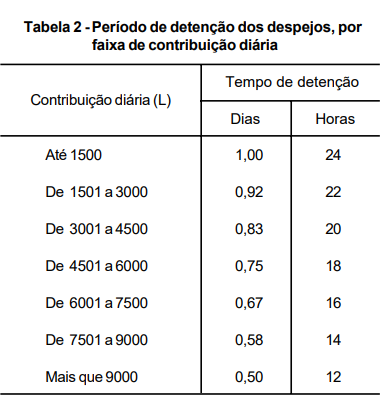 Tabela 2 - Período de detenção dos despejos, por
faixa de contribuição diária
Contribuição diária (L) Tempo de detenção
Dias Horas
Até 1500 1,00 24
De 1501 a 3000 0,92 22
De 3001 a 4500 0,83 20
De 4501 a 6000 0,75 18
De 6001 a 7500 0,67 16
De 7501 a 9000 0,58 14
Mais que 9000 0,50 12